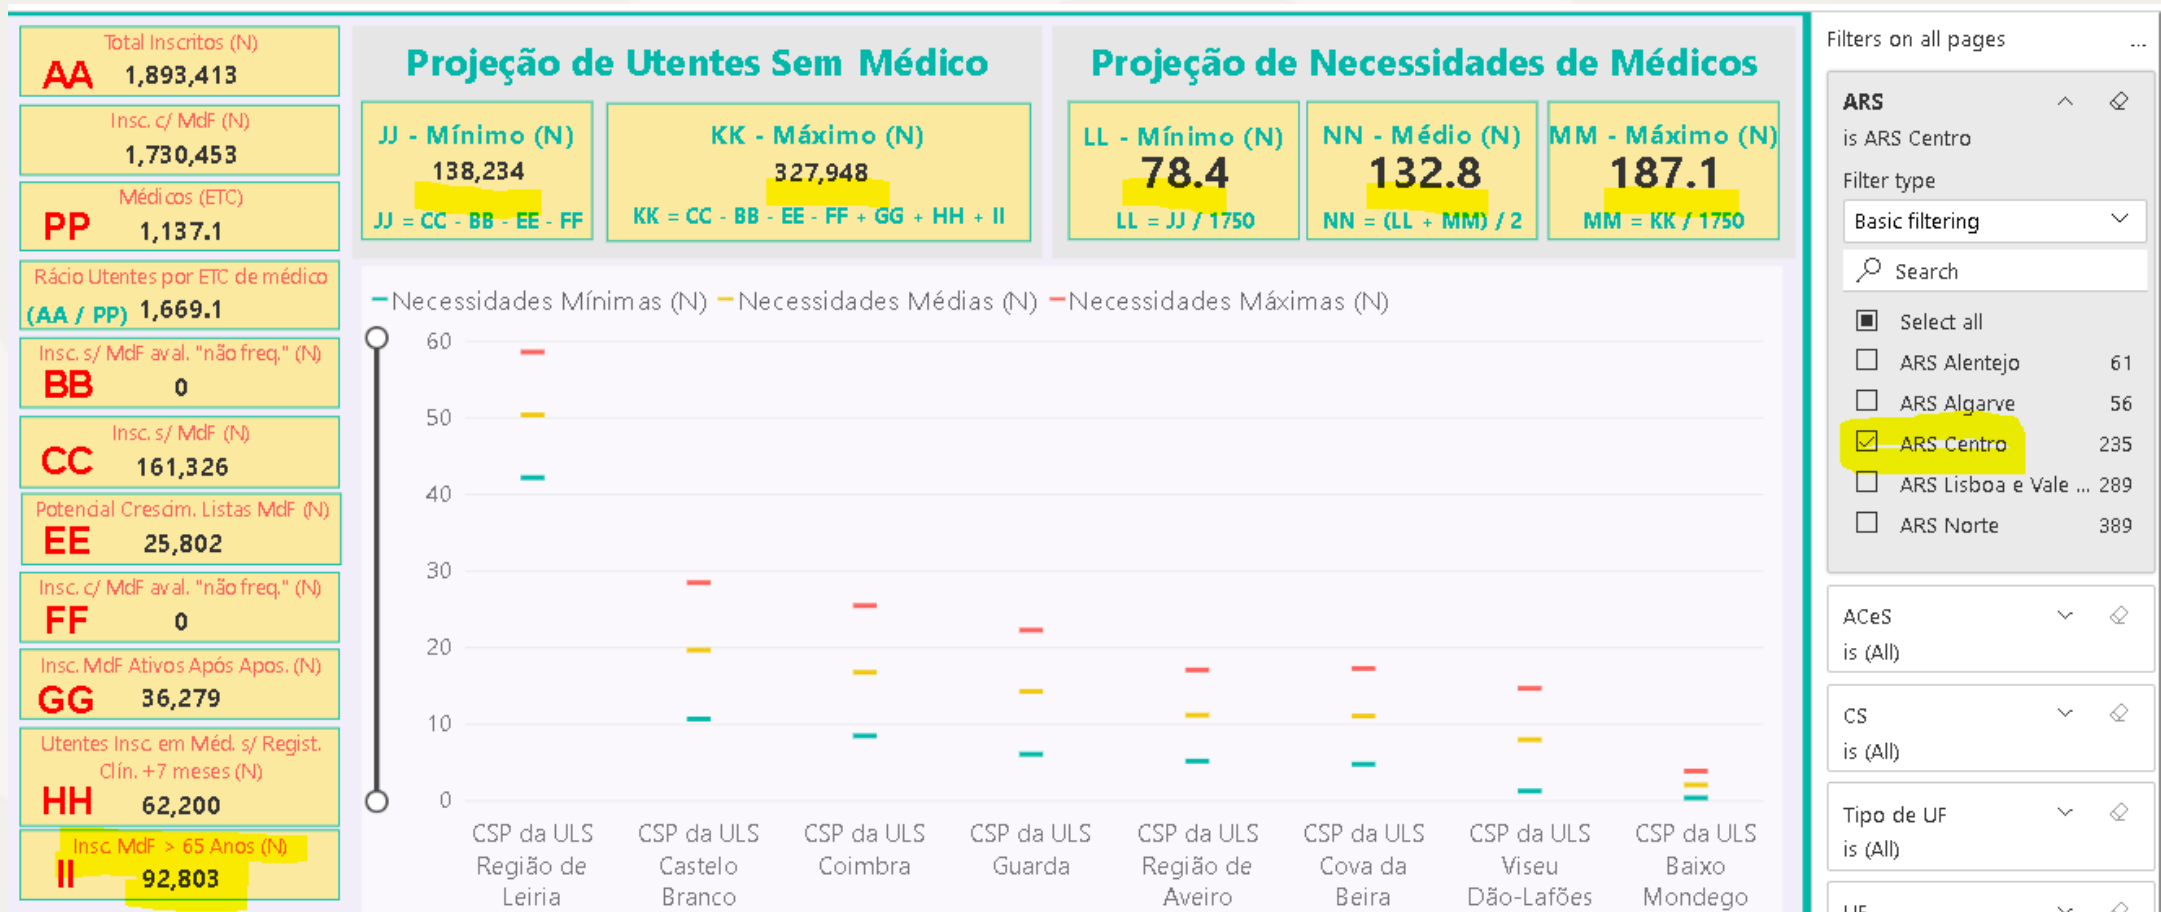 Total Inscritos (N)
AA 1,893,413
Insc. c/ MdF (N)
1,730,453
Médicos (ETC)
PP 1,137.1
Rácio Utentes por ETC de médico
(AA / PP) 1,669.1
Insc. s/ MdF aval. "não freq." (N)
BB 0
Insc. s/ MdF (N)
CC 161,326
Potencial Crescim. Listas MdF (N)
EE 25,802
Insc. c/ MdF aval. "não freq." (N)
FF 0
Insc. MdF Ativos Após Apos. (N)
GG 36,279
Utentes Insc. em Méd. s/ Regist.
Clín. +7 meses (N)
HH 62,200
Insc. MdF > 65 Anos (N)
II 92,803
Projeção de Utentes Sem Médico
JJ - Mínimo (N)
138,234
JJ = CC - BB - EE - FF
KK - Máximo (N)
327,948
KK = CC - BB - EE - FF + GG + HH + II
Projeção de Necessidades de Médicos
LL - Mínimo (N)
78.4
LL = JJ / 1750
NN - Médio (N)
132.8
NN = (LL + MM) / 2
MM - Máximo (N)
187.1
MM = KK / 1750
Necessidades Mínimas (N) Necessidades Médias (N) Necessidades Máximas (N)
60
50
40
30
20
10
0
CSP da ULS
Região de
Leiria
CSP da ULS
Castelo
Branco
CSP da ULS
Coimbra
CSP da ULS
Guarda
CSP da ULS
Região de
Aveiro
CSP da ULS
Cova da
Beira
CSP da ULS
Viseu
Dão-Lafões
CSP da ULS
Baixo
Mondego
Filters on all pages ...
ARS
is ARS Centro
Filter type
Basic filtering
Search
Select all
ARS Alentejo 61
ARS Algarve 56
ARS Centro 235
ARS Lisboa e Vale ... 289
ARS Norte 389
ACeS
is (All)
CS
is (All)
Tipo de UF
is (All)
UF